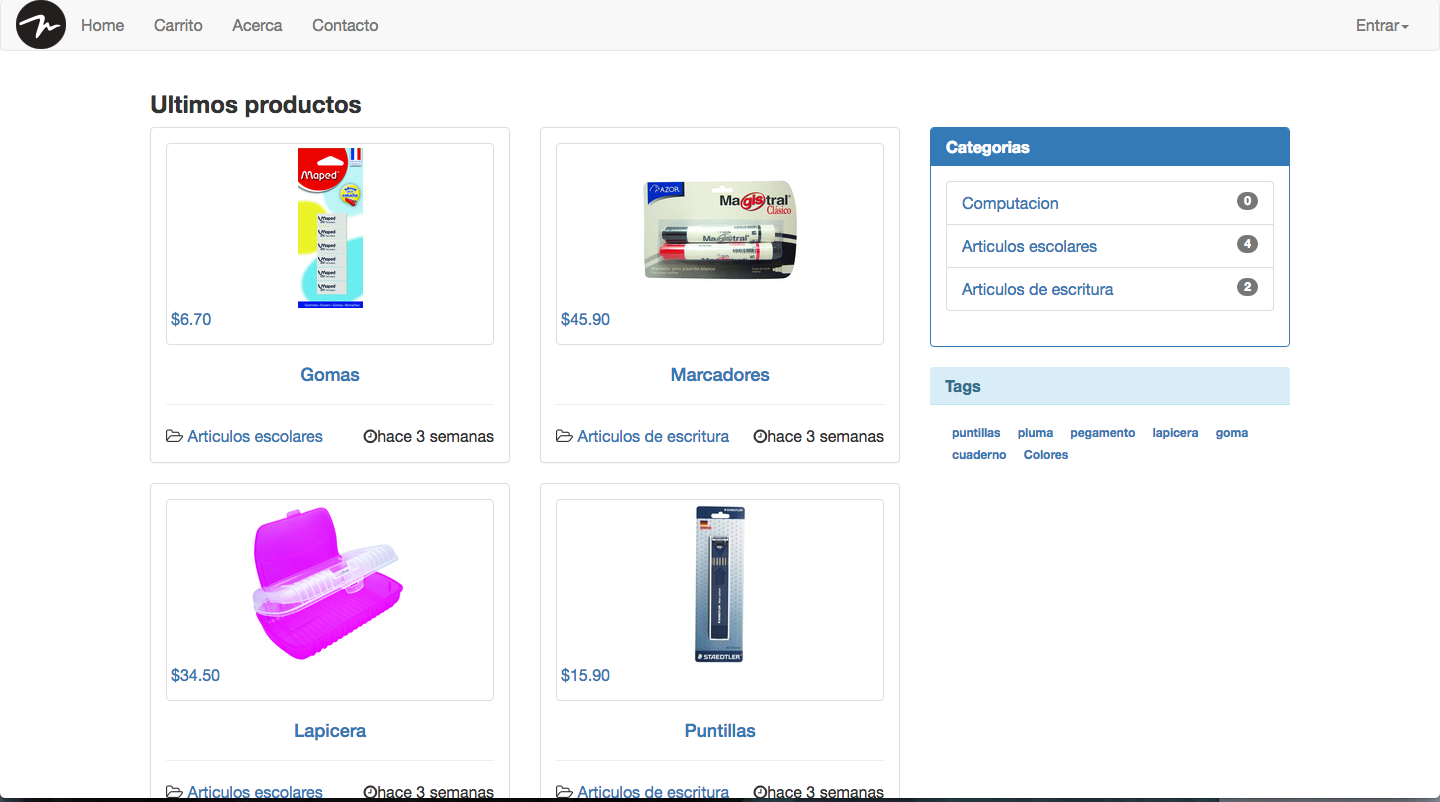 Home Carrito Acerca Contacto Entrar
Ultimos productos
Maped
$6.70
Gomas
Articulos escolares hace 3 semanas
AZOR
Magistral
Clásico
Magistral
Magistral
$45.90
Marcadores
Articulos de escritura hace 3 semanas
$34.50
Lapicera
Articulos escolares hace 3 semanas
STAEDTLER
STAEDTLER
$15.90
Puntillas
Articulos de escritura hace 3 semanas
Categorias
Computacion 0
Articulos escolares 4
Articulos de escritura 2
Tags
puntillas pluma pegamento lapicera goma
cuaderno Colores